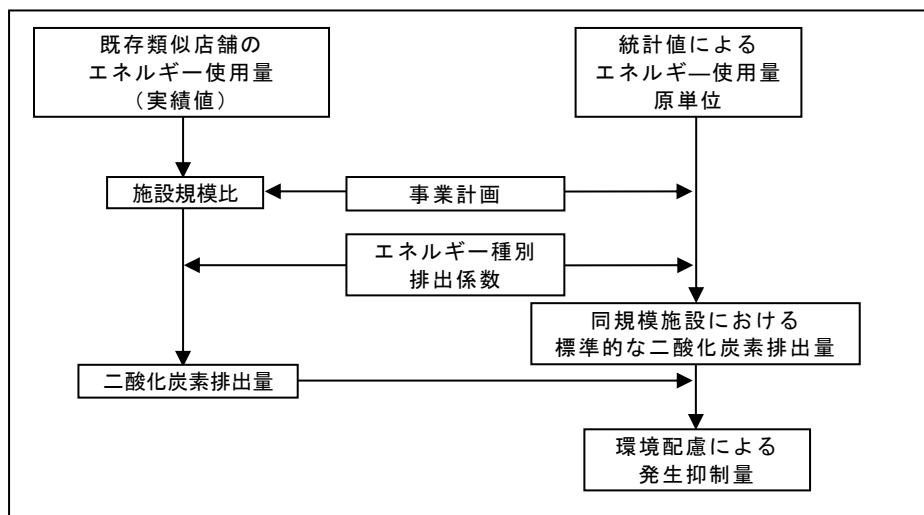 既存類似店舗の
エネルギー使用量
（実績値）
統計値による
エネルギ―使用量
原単位
施設規模比
事業計画
エネルギー種別
排出係数
同規模施設における
標準的な二酸化炭素排出量
二酸化炭素排出量
環境配慮による
発生抑制量